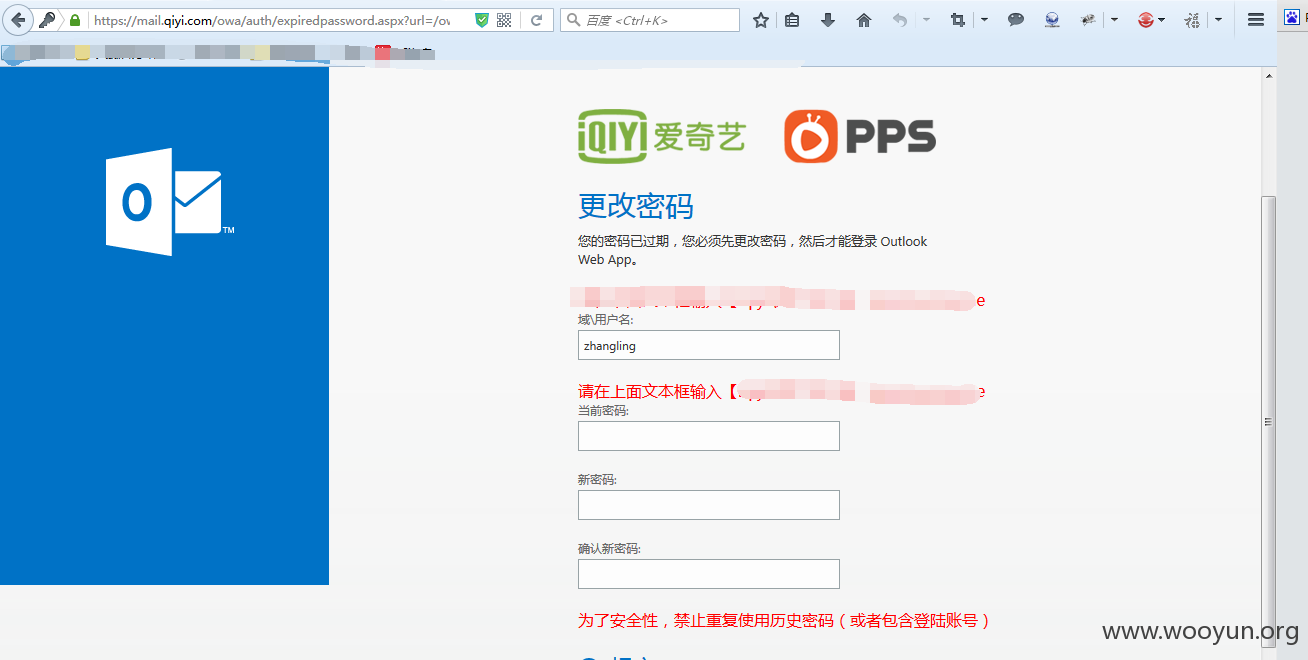 https://mail.qiyi.com/owa/auth/expiredpassword.aspx?url=/ow
百度 <Ctrl+K>
iQIYI 爱奇艺 PPS
O
TM
更改密码
您的密码已过期，您必须先更改密码，然后才能登录 Outlook
Web App。
e
域\用户名:
zhangling
请在上面文本框输入【 e
当前密码:
新密码:
确认新密码:
为了安全性，禁止重复使用历史密码（或者包含登陆账号）
www.wooyun.org